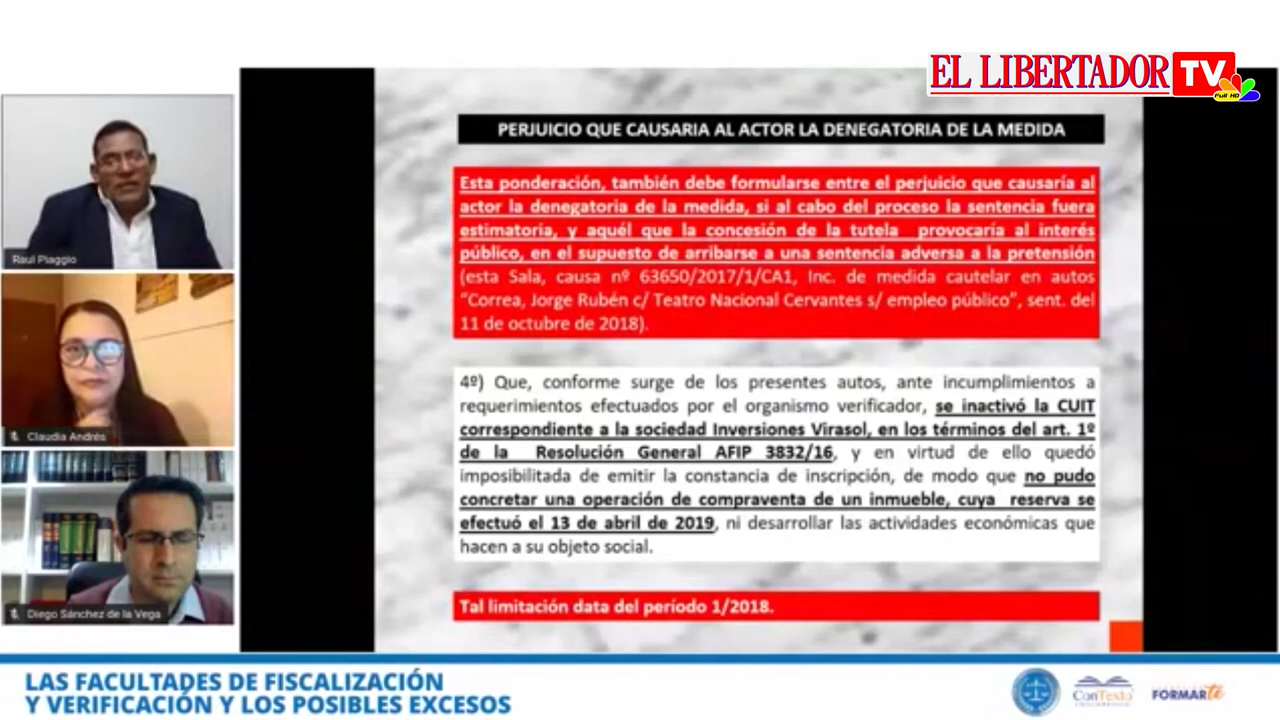 EL LIBERTADOR TV
Full HD
PERJUICIO QUE CAUSARIA AL ACTOR LA DENEGATORIA DE LA MEDIDA
Esta ponderación, también debe formularse entre el perjuicio que causaría al
actor la denegatoria de la medida, si al cabo del proceso la sentencia fuera
estimatoria, y aquél que la concesión de la tutela provocaría al interés
público, en el supuesto de arribarse a una sentencia adversa a la pretensión
(esta Sala, causa nº 63650/2017/1/CA1, Inc. de medida cautelar en autos
"Correa, Jorge Rubén c/ Teatro Nacional Cervantes s/ empleo público", sent. del
11 de octubre de 2018).
4º) Que, conforme surge de los presentes autos, ante incumplimientos a
requerimientos efectuados por el organismo verificador, se inactivó la CUIT
correspondiente a la sociedad Inversiones Virasol, en los términos del art. 1º
de la Resolución General AFIP 3832/16, y en virtud de ello quedó
imposibilitada de emitir la constancia de inscripción, de modo que no pudo
concretar una operación de compraventa de un inmueble, cuya reserva se
efectuó el 13 de abril de 2019, ni desarrollar las actividades económicas que
hacen a su objeto social.
Tal limitación data del período 1/2018.
Raul Piaggio
Claudia Andrés
Diego Sánchez de la Vega
LAS FACULTADES DE FISCALIZACIÓN
Y VERIFICACIÓN Y LOS POSIBLES EXCESOS
ConTexto
FORMARTE